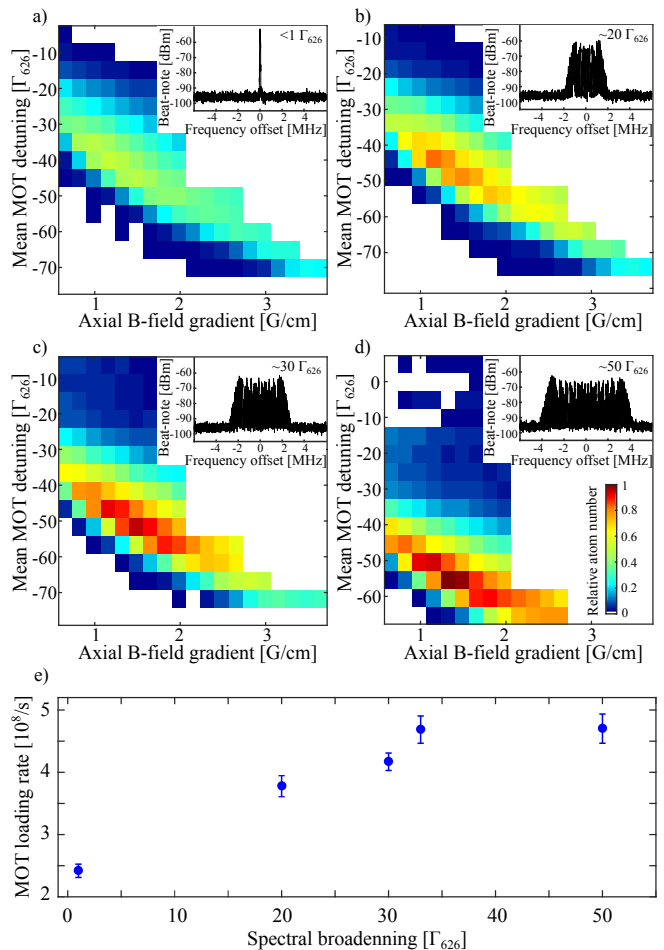 a)
b)
<1 Γ626
~20 Γ626
Beat-note [dBm]
-60
-70
-80
-90
-100
-4 -2 0 2 4
Frequency offset [MHz]
Beat-note [dBm]
-60
-70
-80
-90
-100
-4 -2 0 2 4
Frequency offset [MHz]
Mean MOT detuning [Γ626]
-10
-20
-30
-40
-50
-60
-70
1 2 3
Axial B-field gradient [G/cm]
Mean MOT detuning [Γ626]
-10
-20
-30
-40
-50
-60
-70
1 2 3
Axial B-field gradient [G/cm]
c)
d)
~30 Γ626
~50 Γ626
Beat-note [dBm]
-60
-70
-80
-90
-100
-4 -2 0 2 4
Frequency offset [MHz]
Beat-note [dBm]
-60
-70
-80
-90
-100
-4 -2 0 2 4
Frequency offset [MHz]
Mean MOT detuning [Γ626]
-10
-20
-30
-40
-50
-60
-70
1 2 3
Axial B-field gradient [G/cm]
Mean MOT detuning [Γ626]
0
-10
-20
-30
-40
-50
-60
1 2 3
Axial B-field gradient [G/cm]
Relative atom number
1
0.8
0.6
0.4
0.2
0
e)
MOT loading rate [10⁸/s]
5
4
2
2
0 10 20 30 40 50
Spectral broadenning [Γ626]